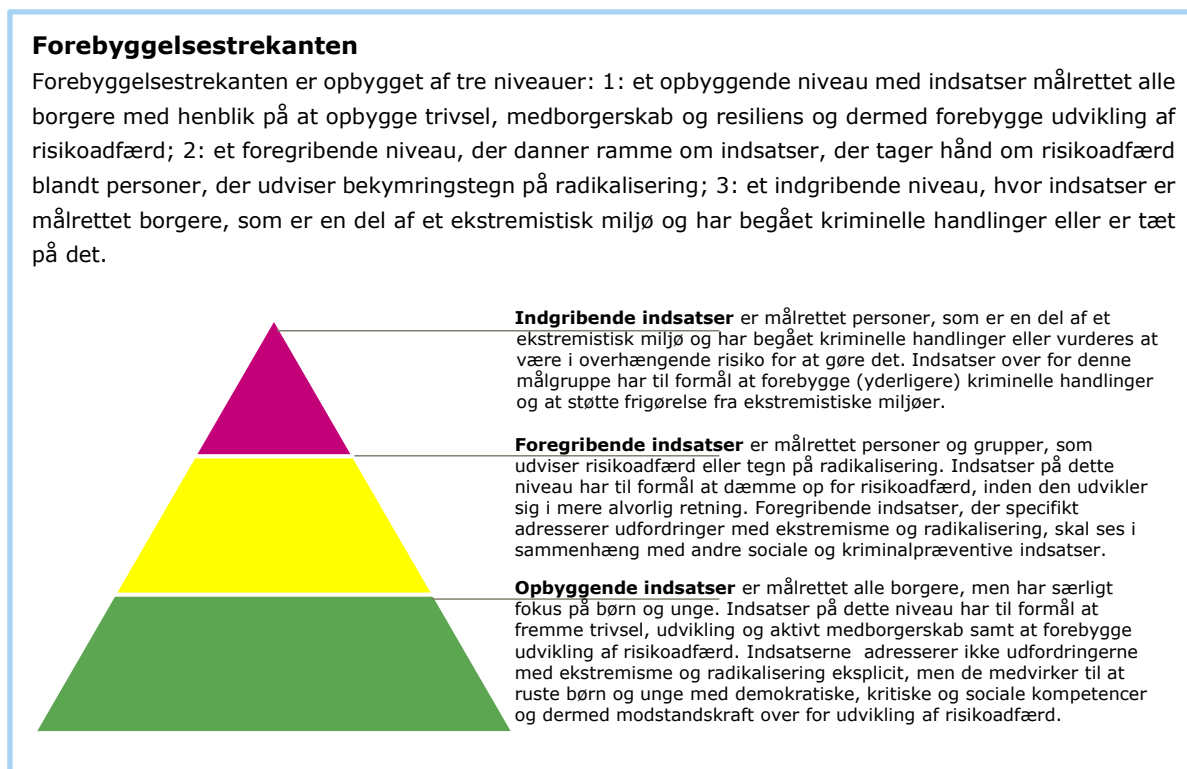 Forebyggelsestrekanten
Forebyggelsestrekanten er opbygget af tre niveauer: 1: et opbyggende niveau med indsatser målrettet alle
borgere med henblik på at opbygge trivsel, medborgerskab og resiliens og dermed forebygge udvikling af
risikoadfærd; 2: et foregribende niveau, der danner ramme om indsatser, der tager hånd om risikoadfærd
blandt personer, der udviser bekymringstegn på radikalisering; 3: et indgribende niveau, hvor indsatser er
målrettet borgere, som er en del af et ekstremistisk miljø og har begået kriminelle handlinger eller er tæt
på det.
Indgribende indsatser er målrettet personer, som er en del af et
ekstremistisk miljø og har begået kriminelle handlinger eller vurderes at
være i overhængende risiko for at gøre det. Indsatser over for denne
målgruppe har til formål at forebygge (yderligere) kriminelle handlinger
og at støtte frigørelse fra ekstremistiske miljøer.
Foregribende indsatser er målrettet personer og grupper, som
udviser risikoadfærd eller tegn på radikalisering. Indsatser på dette
niveau har til formål at dæmme op for risikoadfærd, inden den udvikler
sig i mere alvorlig retning. Foregribende indsatser, der specifikt
adresserer udfordringer med ekstremisme og radikalisering, skal ses i
sammenhæng med andre sociale og kriminalpræventive indsatser.
Opbyggende indsatser er målrettet alle borgere, men har særligt
fokus på børn og unge. Indsatser på dette niveau har til formål at
fremme trivsel, udvikling og aktivt medborgerskab samt at forebygge
udvikling af risikoadfærd. Indsatserne adresserer ikke udfordringerne
med ekstremisme og radikalisering eksplicit, men de medvirker til at
ruste børn og unge med demokratiske, kritiske og sociale kompetencer
og dermed modstandskraft over for udvikling af risikoadfærd.